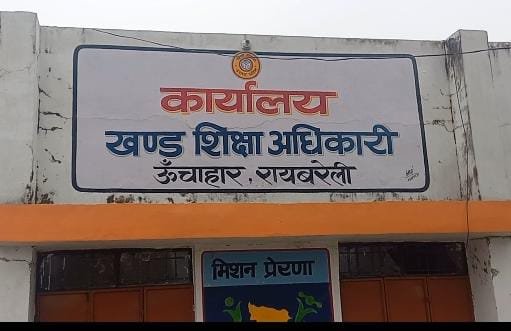 कार्यालय
खण्ड शिक्षा अधिकारी
ऊँचाहार, रायबरेली
मिशन प्रेरणा